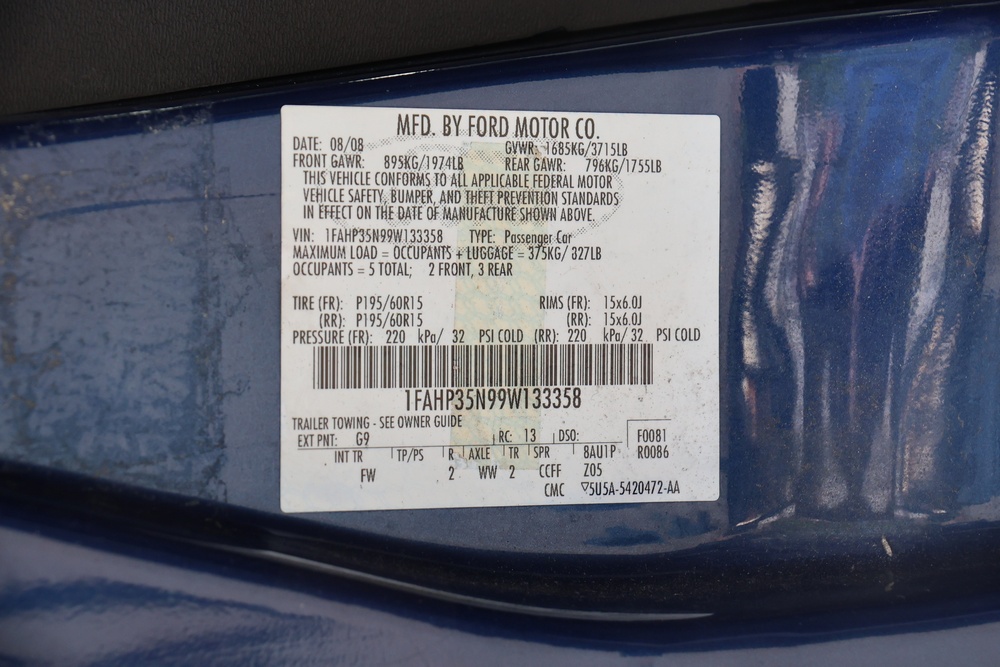 MFD. BY FORD MOTOR CO.
DATE: 08/08 GVWR: 1685KG/3715LB
FRONT GAWR: 895KG/1974LB REAR GAWR: 796KG/1755LB
THIS VEHICLE CONFORMS TO ALL APPLICABLE FEDERAL MOTOR
VEHICLE SAFETY, BUMPER, AND THEFT PREVENTION STANDARDS
IN EFFECT ON THE DATE OF MANUFACTURE SHOWN ABOVE.
VIN: 1FAHP35N99W133358 TYPE: Passenger Car
MAXIMUM LOAD = OCCUPANTS + LUGGAGE = 375KG/ 827LB
OCCUPANTS = 5 TOTAL; 2 FRONT, 3 REAR
TIRE (FR): P195/60R15 RIMS (FR): 15x6.0J
(RR): P195/60R15 (RR): 15x6.0J
PRESSURE (FR): 220 kPa/ 32 PSI COLD (RR): 220 kPa/ 32 PSI COLD
1FAHP35N99W133358
TRAILER TOWING - SEE OWNER GUIDE
EXT PNT: G9 RC: 13 DSO: F0081
INT TR TP/PS R AXLE TR SPR 8AU1P R0086
FW 2 WW 2 CCFF Z05
CMC ▽5U5A-5420472-AA